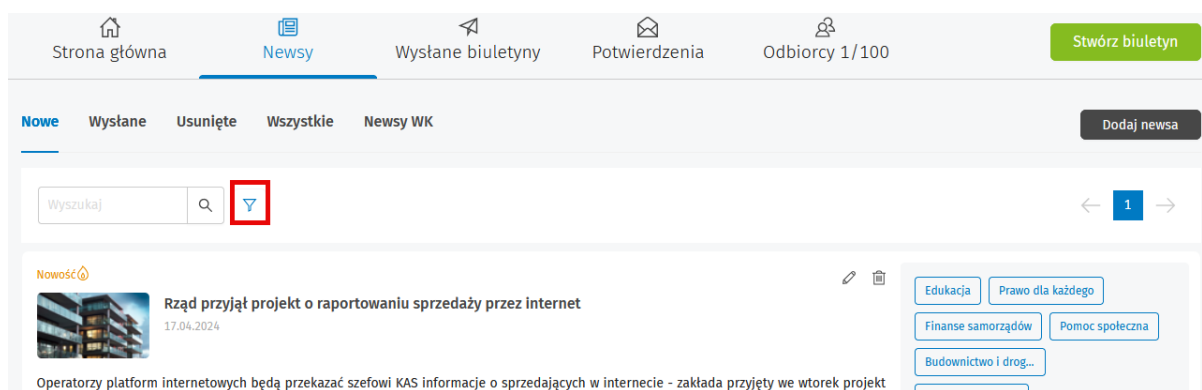 Strona główna
Newsy
Wysłane biuletyny
Potwierdzenia
Odbiorcy 1/100
Stwórz biuletyn
Nowe
Wysłane
Usunięte
Wszystkie
Newsy WK
Dodaj newsa
Wyszukaj
1
Nowość
Rząd przyjął projekt o raportowaniu sprzedaży przez internet
17.04.2024
Edukacja
Prawo dla każdego
Finanse samorządów
Pomoc społeczna
Budownictwo i drog...
Operatorzy platform internetowych będą przekazać szefowi KAS informacje o sprzedających w internecie - zakłada przyjęty we wtorek projekt